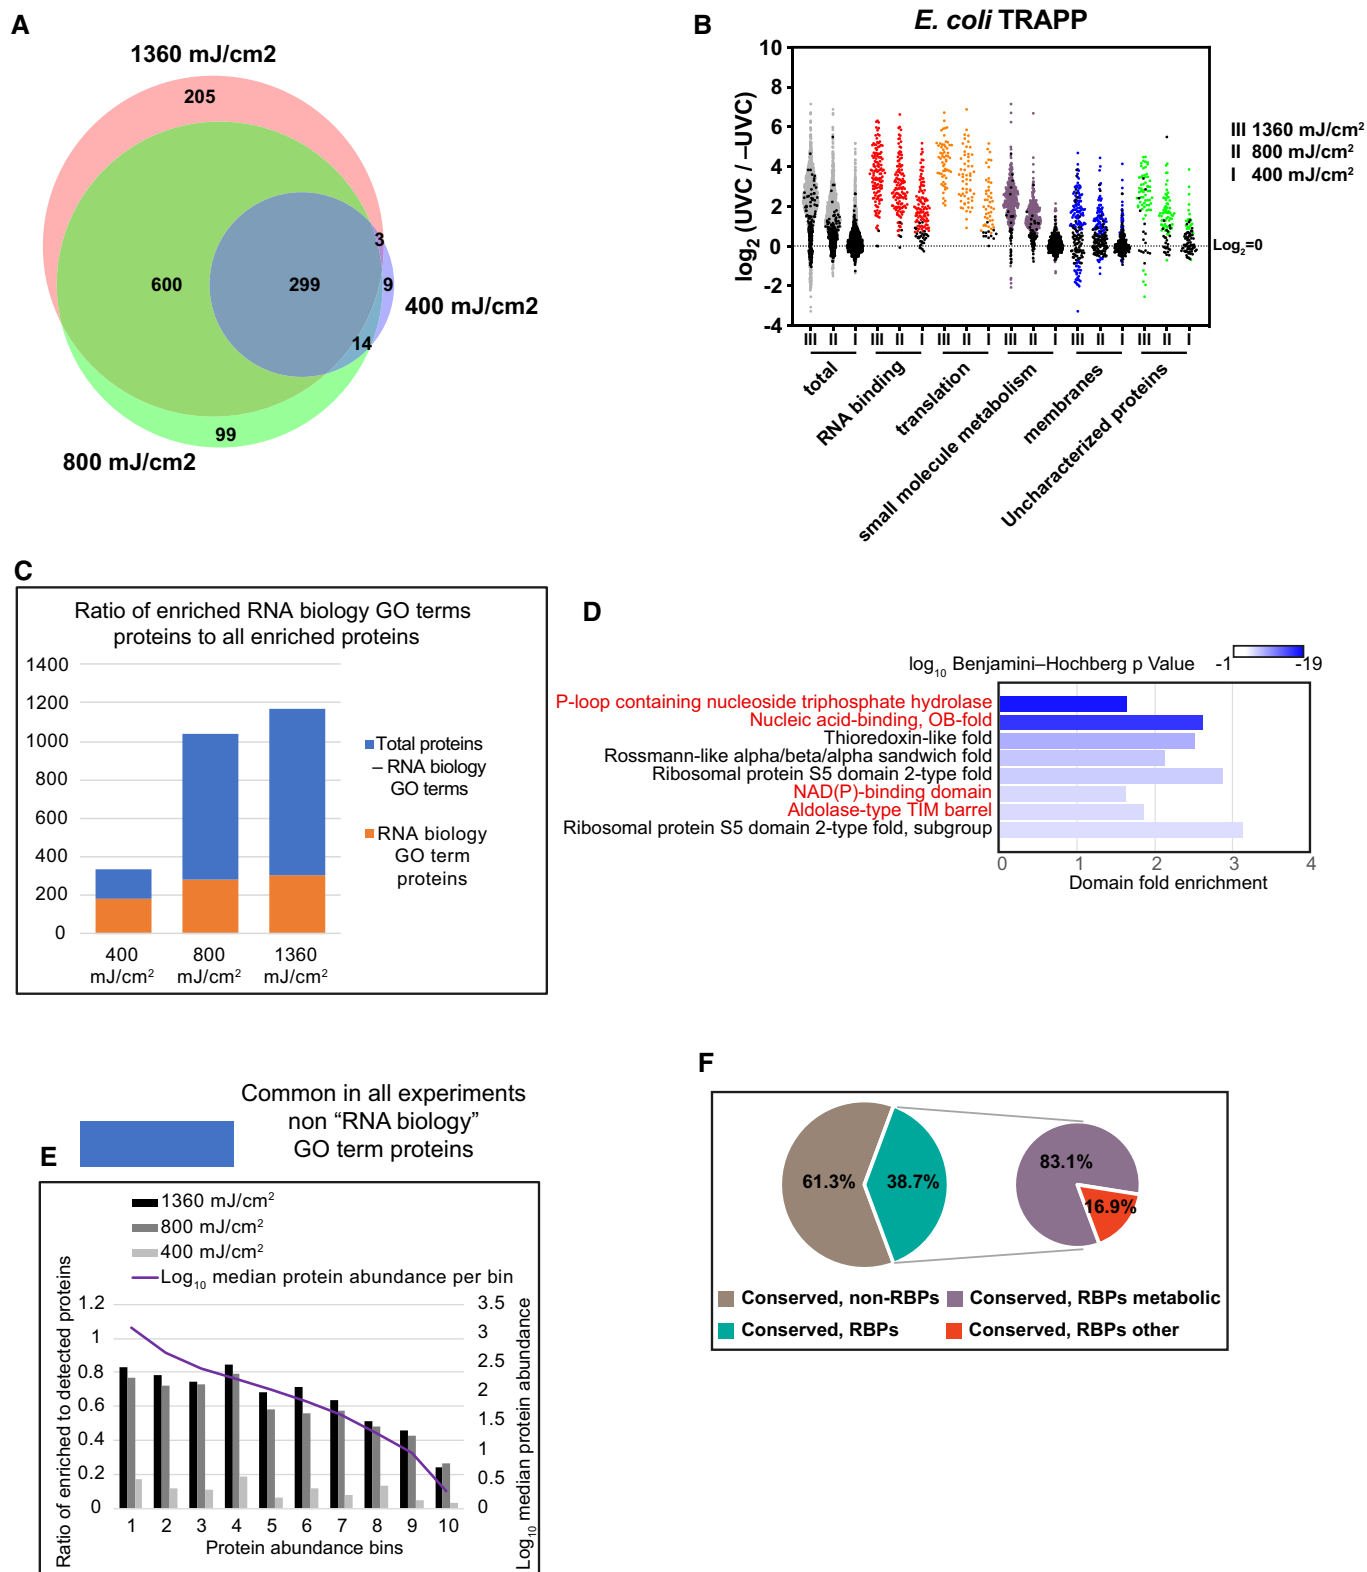 A
1360 mJ/cm2
205
3
600
299
9
400 mJ/cm2
14
99
800 mJ/cm2
B
E. coli TRAPP
log2 (UVC / –UVC)
10
8
6
4
2
0
-2
-4
Log2=0
III 1360 mJ/cm²
II 800 mJ/cm²
I 400 mJ/cm²
III II I III II I III II I III II I III II I III II I
total
RNA binding
translation
small molecule metabolism
membranes
Uncharacterized proteins
C
Ratio of enriched RNA biology GO terms
proteins to all enriched proteins
1400
1200
1000
800
600
400
200
0
400
mJ/cm²
800
mJ/cm²
1360
mJ/cm²
Total proteins
– RNA biology
GO terms
RNA biology
GO term
proteins
D
log10 Benjamini–Hochberg p Value
-1
-19
P-loop containing nucleoside triphosphate hydrolase
Nucleic acid-binding, OB-fold
Thioredoxin-like fold
Rossmann-like alpha/beta/alpha sandwich fold
Ribosomal protein S5 domain 2-type fold
NAD(P)-binding domain
Aldolase-type TIM barrel
Ribosomal protein S5 domain 2-type fold, subgroup
0 1 2 3 4
Domain fold enrichment
Common in all experiments
non “RNA biology”
GO term proteins
E
1360 mJ/cm²
800 mJ/cm²
400 mJ/cm²
Log10 median protein abundance per bin
Ratio of enriched to detected proteins
1.2
1
0.8
0.6
0.4
0.2
0
3.5
3
2.5
2
1.5
1
0.5
0
Log10 median protein abundance
1 2 3 4 5 6 7 8 9 10
Protein abundance bins
F
61.3%
38.7%
83.1%
16.9%
Conserved, non-RBPs
Conserved, RBPs metabolic
Conserved, RBPs
Conserved, RBPs other